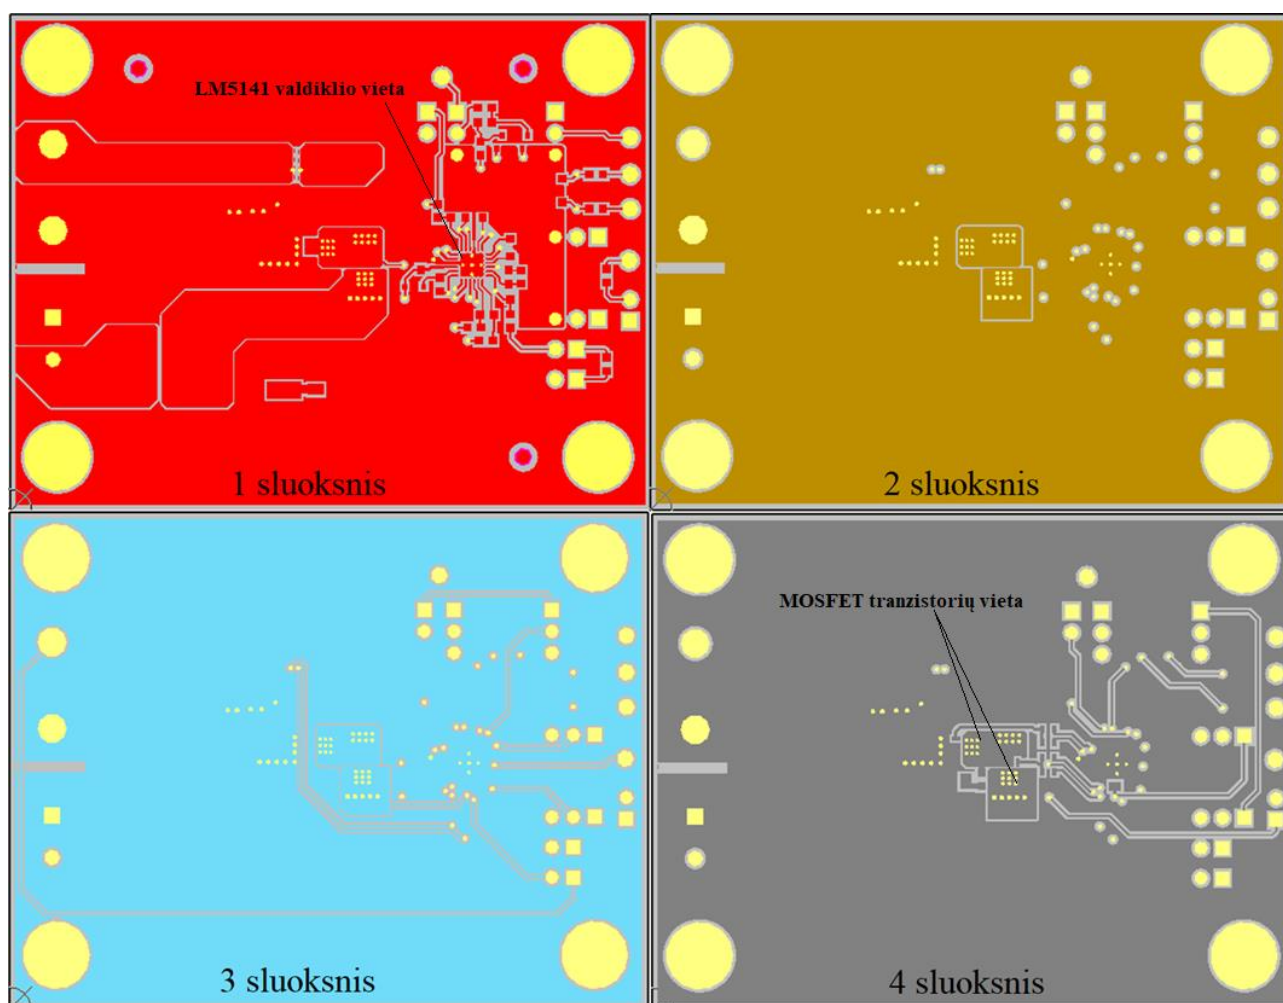 LM5141 valdiklio vieta
1 sluoksnis
2 sluoksnis
MOSFET tranzistorių vieta
3 sluoksnis
4 sluoksnis